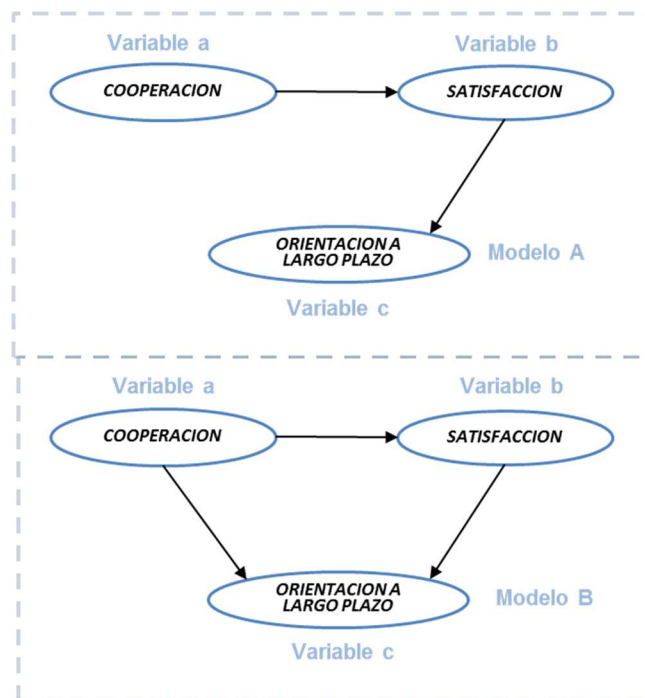 Variable a
Variable b
COOPERACION
SATISFACCION
ORIENTACION A
LARGO PLAZO
Modelo A
Variable c
Variable a
Variable b
COOPERACION
SATISFACCION
ORIENTACION A
LARGO PLAZO
Modelo B
Variable c